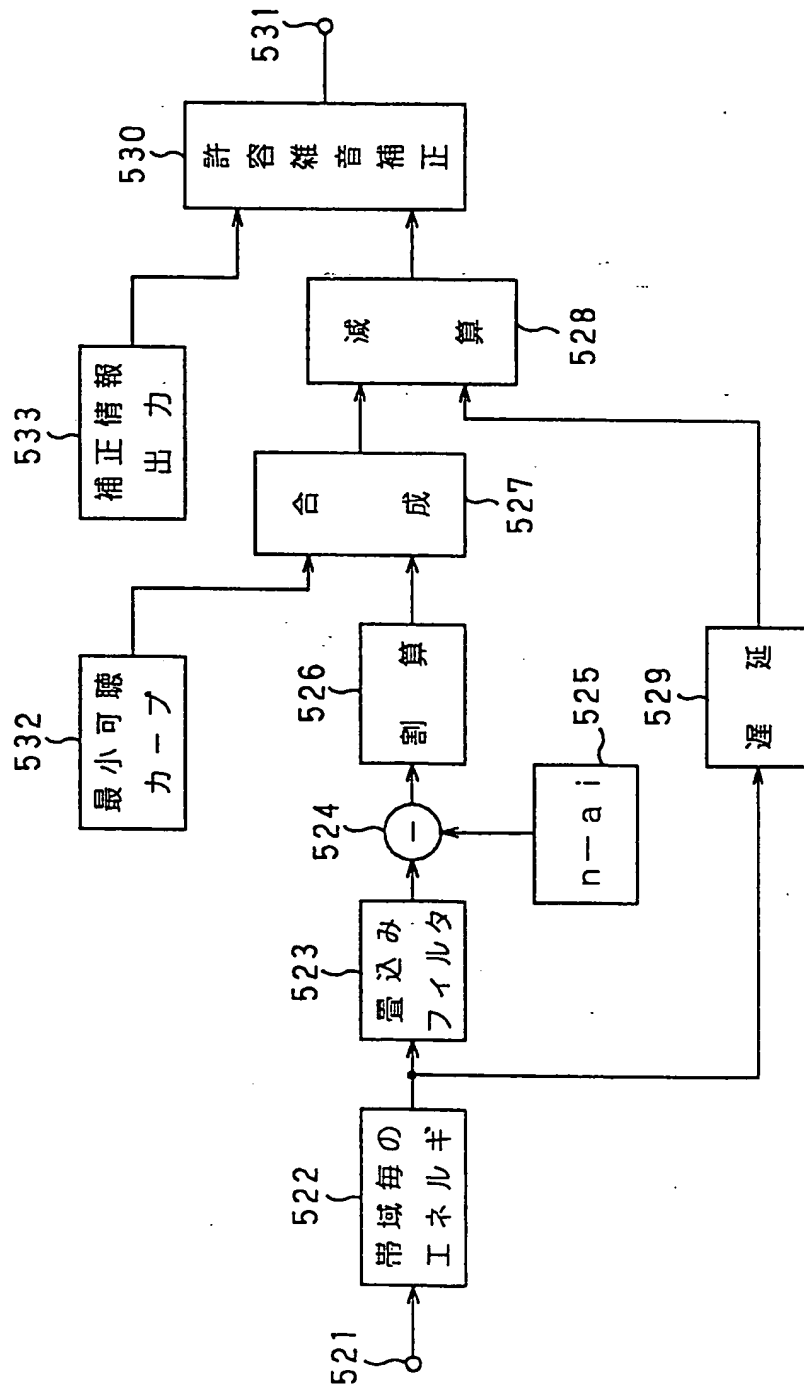 521
522
帯域毎の
エネルギ
523
畳込み
フィルタ
524
−
525
n－ai
526
割算
532
最小可聴
カーブ
527
合成
533
補正情報
出力
528
減算
529
遅延
530
許容雑音補正
531